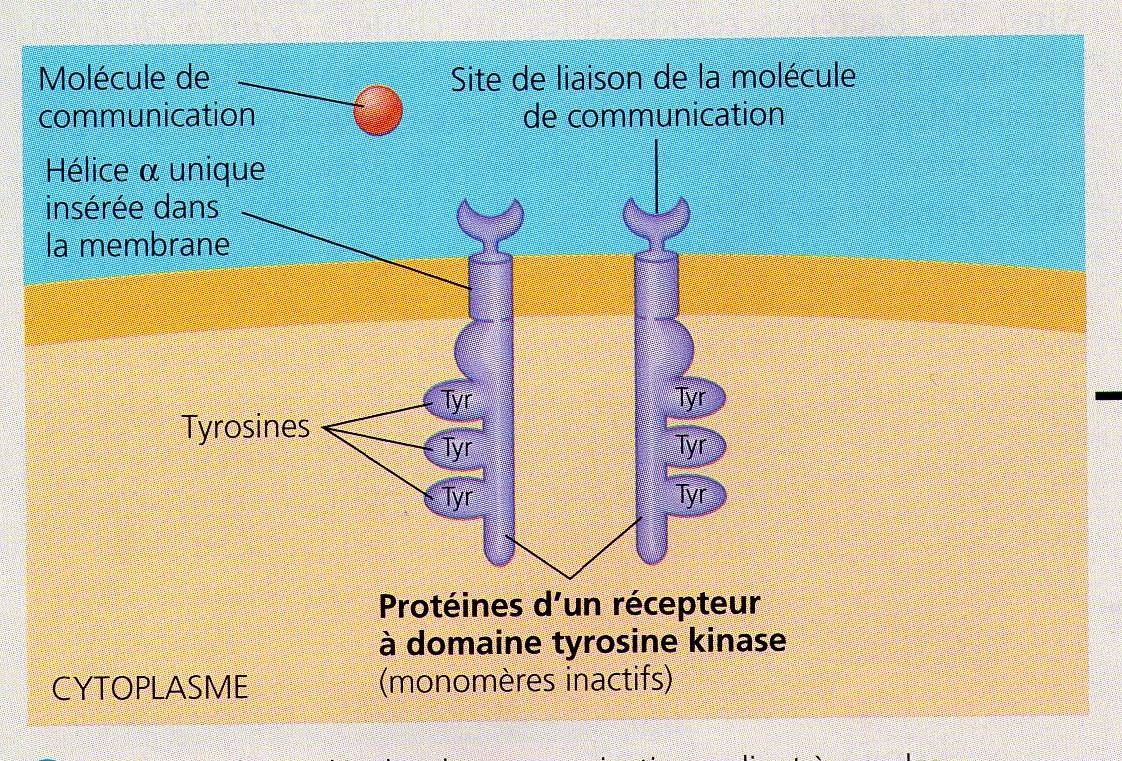 Molécule de
communication
Site de liaison de la molécule
de communication
Hélice α unique
insérée dans
la membrane
Tyr
Tyr
Tyr
Tyr
Tyr
Tyr
Tyrosines
Protéines d'un récepteur
à domaine tyrosine kinase
(monomères inactifs)
CYTOPLASME